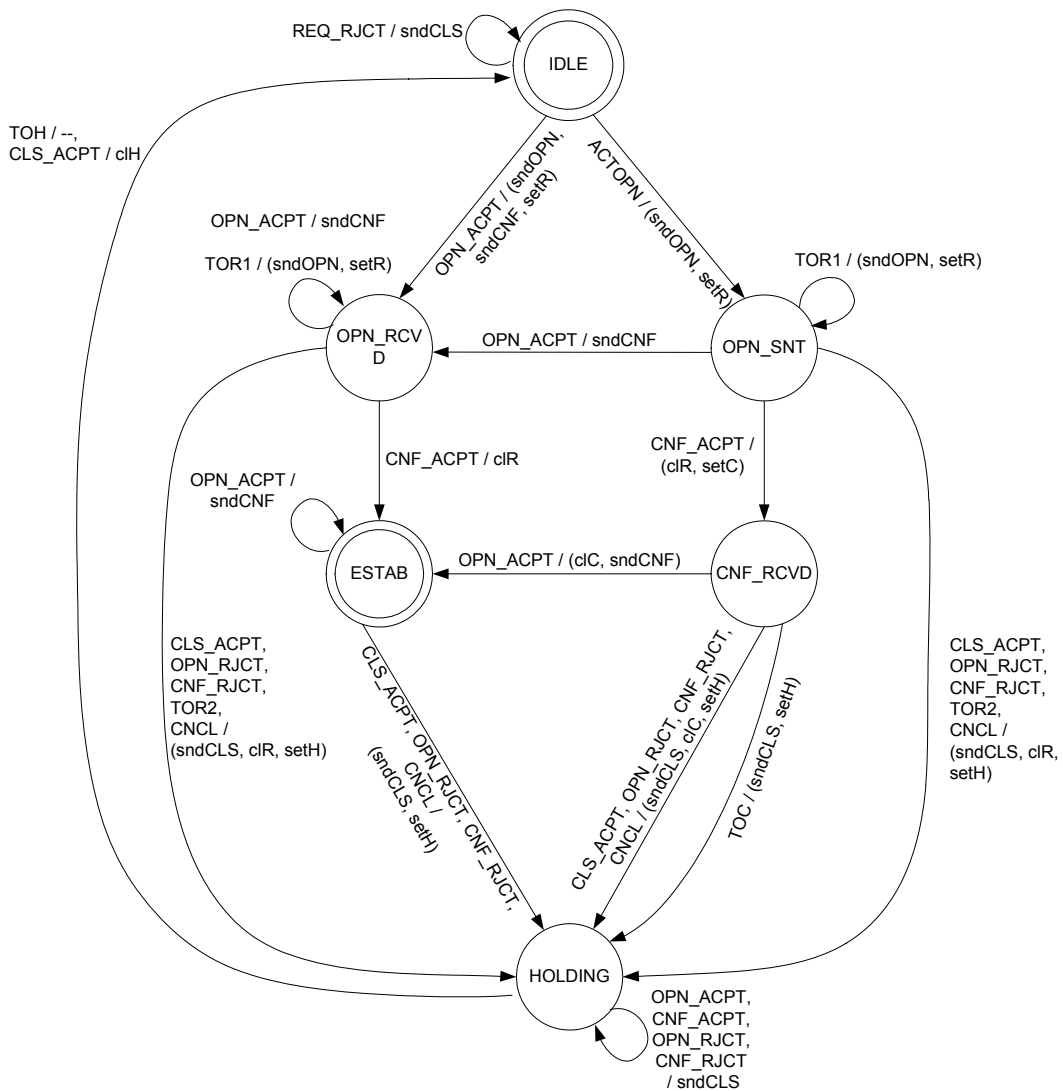 REQ_RJCT / sndCLS
IDLE
TOH / --,
CLS_ACPT / clH
OPN_ACPT / (sndOPN,
sndCNF, setR)
ACTOPN / (sndOPN, setR)
OPN_ACPT / sndCNF
TOR1 / (sndOPN, setR)
TOR1 / (sndOPN, setR)
OPN_RCV
D
OPN_ACPT / sndCNF
OPN_SNT
CNF_ACPT / clR
CNF_ACPT /
(clR, setC)
OPN_ACPT /
sndCNF
ESTAB
OPN_ACPT / (clC, sndCNF)
CNF_RCVD
CLS_ACPT,
OPN_RJCT,
CNF_RJCT,
TOR2,
CNCL /
(sndCLS, clR, setH)
CLS_ACPT, OPN_RJCT, CNF_RJCT,
CNCL /
(sndCLS, setH)
CLS_ACPT, OPN_RJCT, CNF_RJCT,
CNCL / (sndCLS, clC, setH)
TOC / (sndCLS, setH)
CLS_ACPT,
OPN_RJCT,
CNF_RJCT,
TOR2,
CNCL /
(sndCLS, clR,
setH)
HOLDING
OPN_ACPT,
CNF_ACPT,
OPN_RJCT,
CNF_RJCT
/ sndCLS